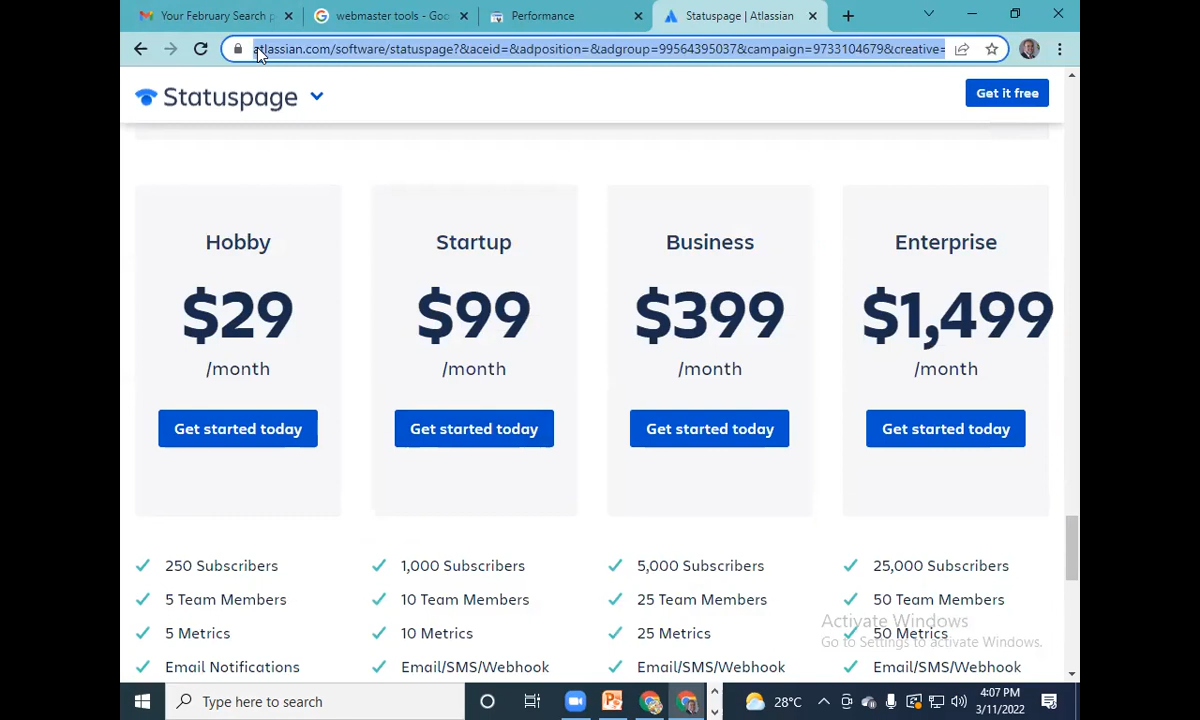 Your February Search p
webmaster tools - Goo
Performance
Statuspage | Atlassian
atlassian.com/software/statuspage?&aceid=&adposition=&adgroup=99564395037&campaign=9733104679&creative=
Statuspage
Get it free
Hobby
$29
/month
Get started today
Startup
$99
/month
Get started today
Business
$399
/month
Get started today
Enterprise
$1,499
/month
Get started today
250 Subscribers
5 Team Members
5 Metrics
Email Notifications
1,000 Subscribers
10 Team Members
10 Metrics
Email/SMS/Webhook
5,000 Subscribers
25 Team Members
25 Metrics
Email/SMS/Webhook
25,000 Subscribers
50 Team Members
50 Metrics
Email/SMS/Webhook
Activate Windows
Go to Settings to activate Windows.
Type here to search
28°C
4:07 PM
3/11/2022